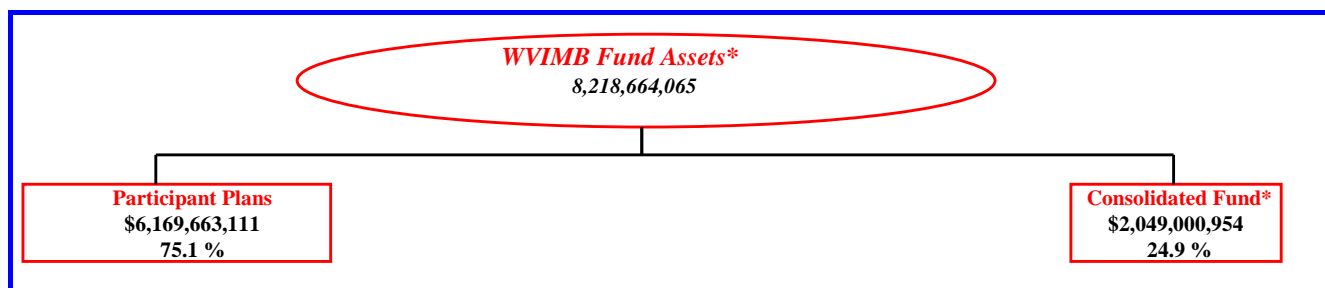 WVIMB Fund Assets*
8,218,664,065
Participant Plans
$6,169,663,111
75.1 %
Consolidated Fund*
$2,049,000,954
24.9 %